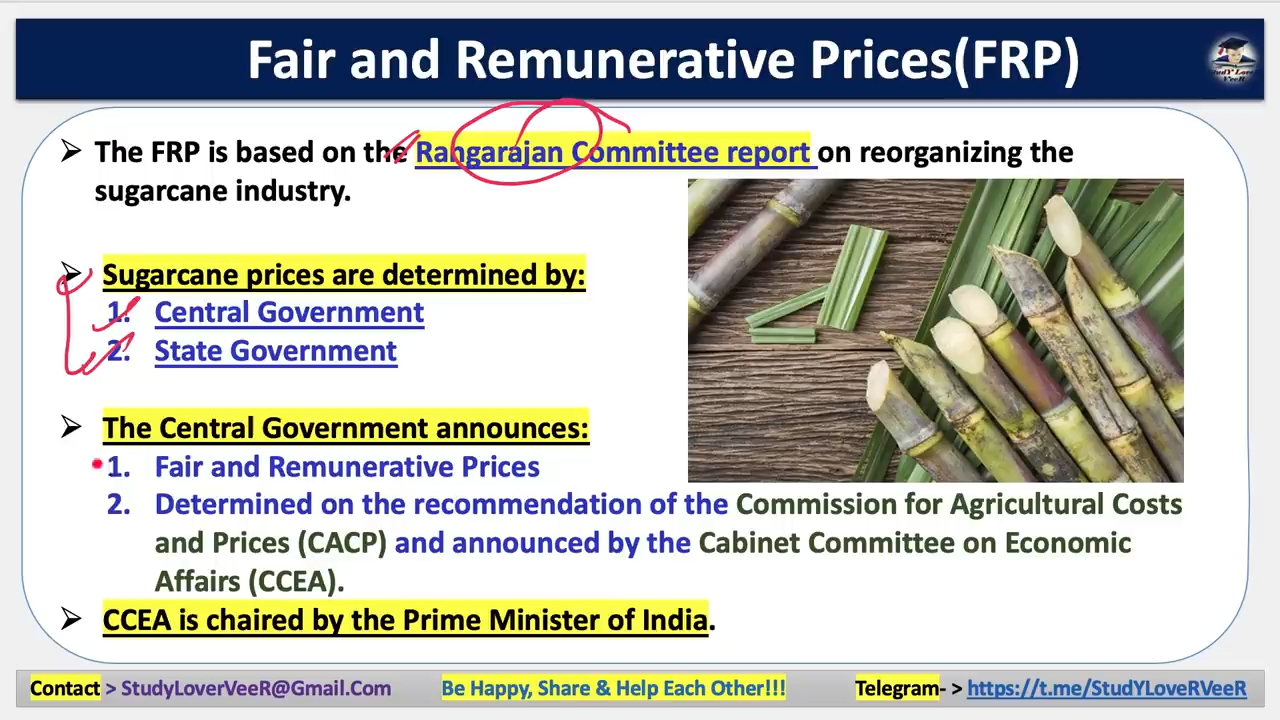 Fair and Remunerative Prices(FRP)
The FRP is based on the Rangarajan Committee report on reorganizing the
sugarcane industry.
Sugarcane prices are determined by:
1. Central Government
2. State Government
The Central Government announces:
1. Fair and Remunerative Prices
2. Determined on the recommendation of the Commission for Agricultural Costs
and Prices (CACP) and announced by the Cabinet Committee on Economic
Affairs (CCEA).
CCEA is chaired by the Prime Minister of India.
Contact > StudyLoverVeeR@Gmail.Com
Be Happy, Share & Help Each Other!!!
Telegram- > https://t.me/StudYLoveRVeeR